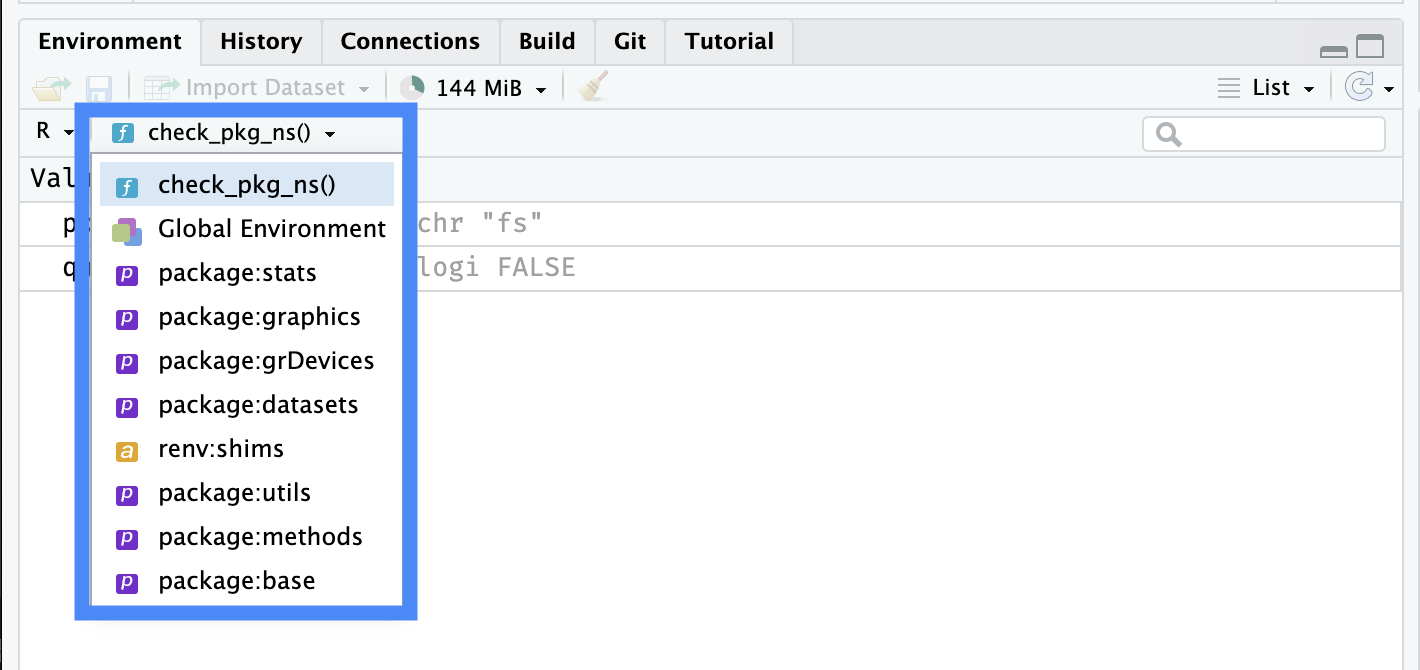 Environment History Connections Build Git Tutorial
Import Dataset 144 MiB List
R check_pkg_ns()
check_pkg_ns()
Global Environment
chr "fs"
package:stats
logi FALSE
package:graphics
package:grDevices
package:datasets
renv:shims
package:utils
package:methods
package:base